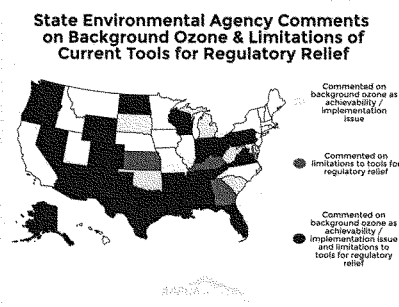 State Environmental Agency Comments
on Background Ozone & Limitations of
Current Tools for Regulatory Relief
Commented on
background ozone as
achievability /
implementation
issue
Commented on
limitations to tools for
regulatory relief
Commented on
background ozone as
achievability /
implementation issue
and limitations to
tools for regulatory
relief